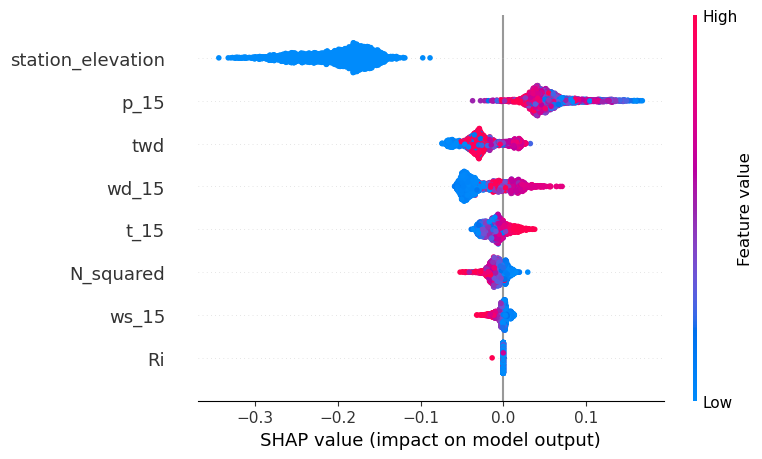 High
station_elevation
p_15
twd
wd_15
t_15
N_squared
ws_15
Ri
Feature value
Low
−0.3 −0.2 −0.1 0.0 0.1
SHAP value (impact on model output)